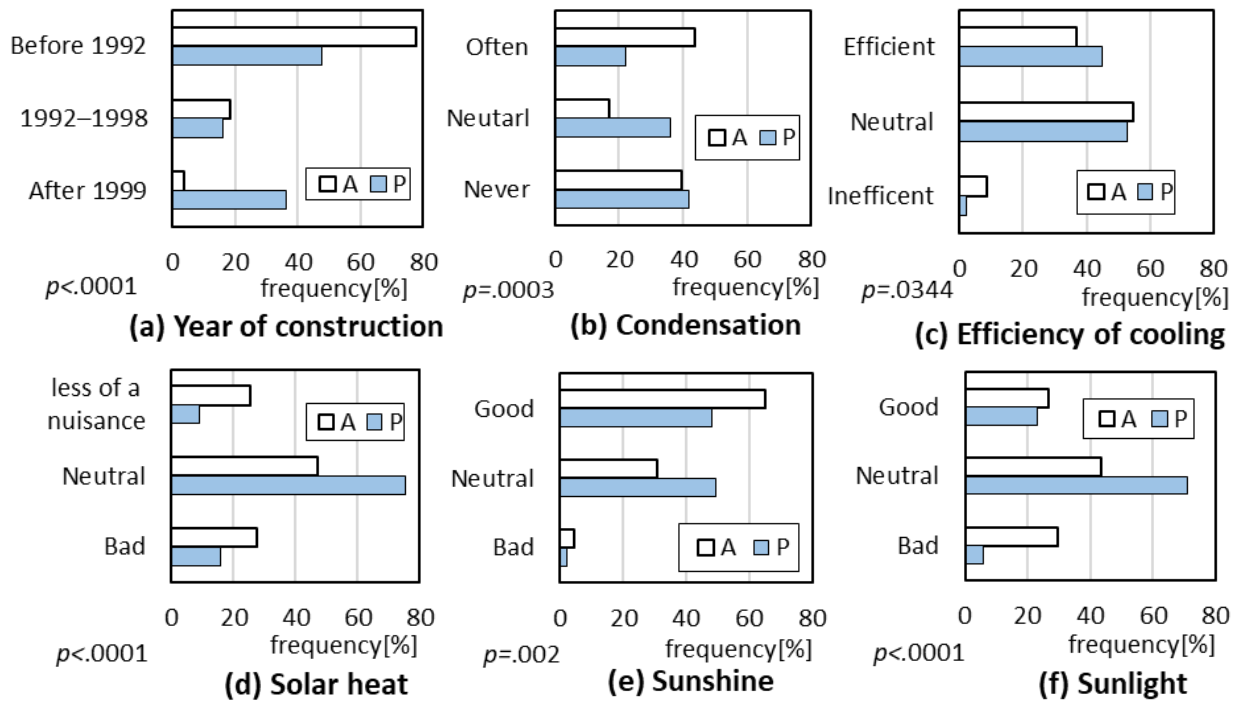 Before 1992
1992–1998
After 1999
A P
0 20 40 60 80
p<.0001
frequency[%]
(a) Year of construction
Often
Neutarl
Never
A P
0 20 40 60 80
p=.0003
frequency[%]
(b) Condensation
Efficient
Neutral
Inefficent
A P
0 20 40 60 80
p=.0344
frequency[%]
(c) Efficiency of cooling
less of a
nuisance
Neutral
Bad
A P
0 20 40 60 80
p<.0001
frequency[%]
(d) Solar heat
Good
Neutral
Bad
A P
0 20 40 60 80
p=.002
frequency[%]
(e) Sunshine
Good
Neutral
Bad
A P
0 20 40 60 80
p<.0001
frequency[%]
(f) Sunlight